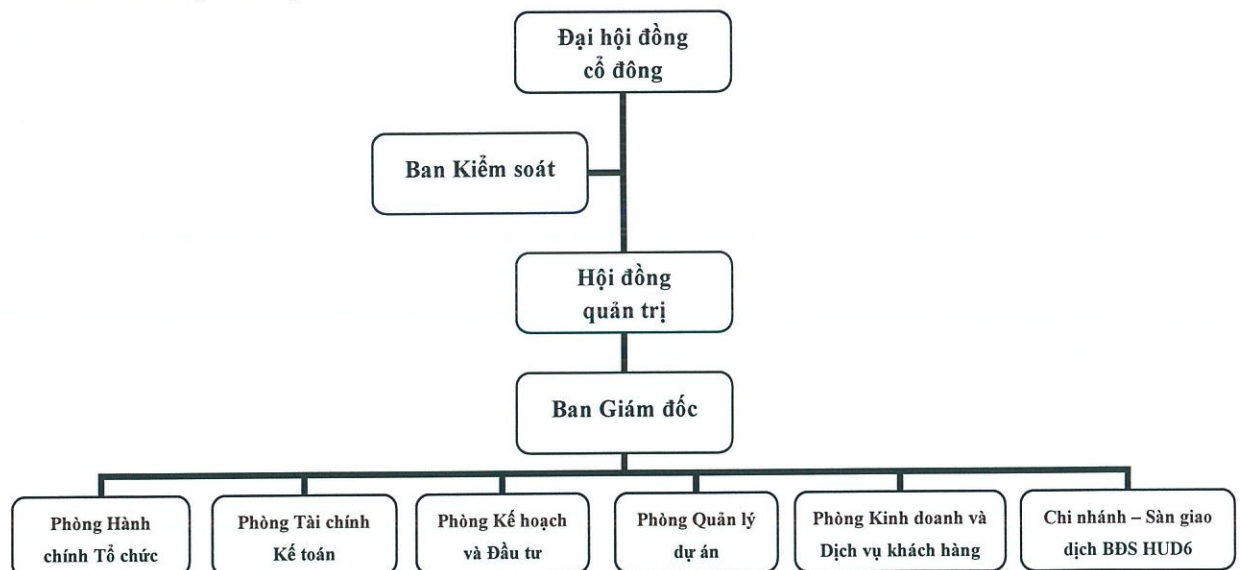 Đại hội đồng
cổ đông
Ban Kiểm soát
Hội đồng
quản trị
Ban Giám đốc
Phòng Hành
chính Tổ chức
Phòng Tài chính
Kế toán
Phòng Kế hoạch
và Đầu tư
Phòng Quản lý
dự án
Phòng Kinh doanh và
Dịch vụ khách hàng
Chi nhánh – Sàn giao
dịch BĐS HUD6